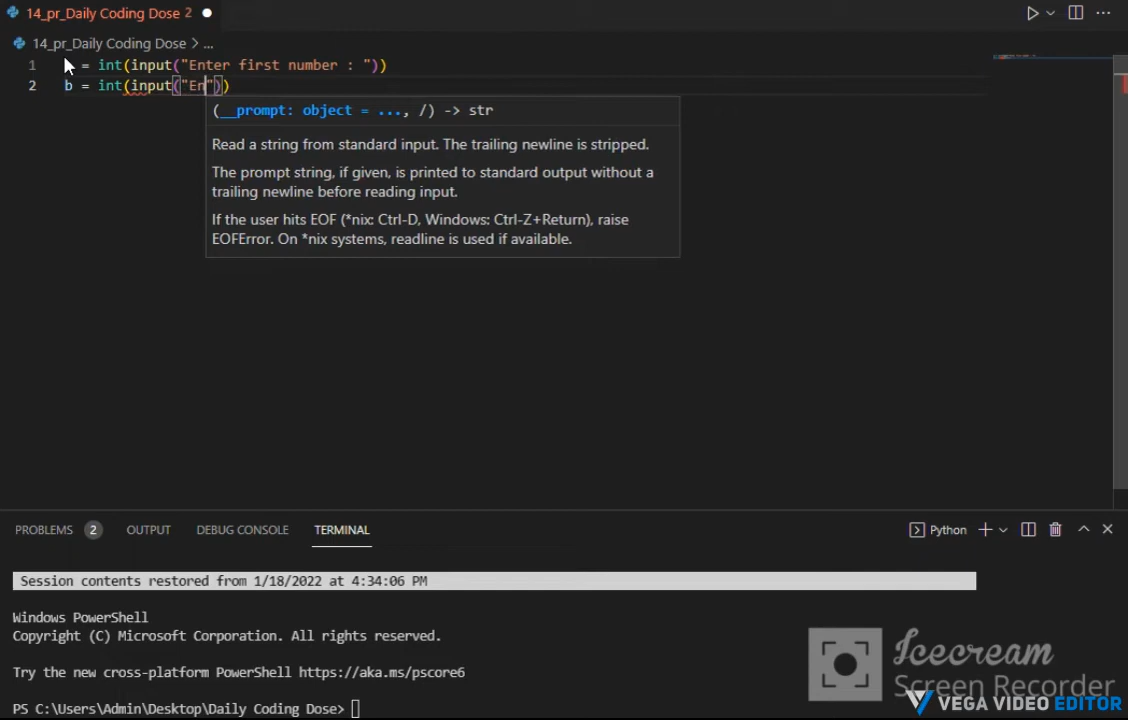 14_pr_Daily Coding Dose 2
14_pr_Daily Coding Dose > ...
1 = int(input("Enter first number : "))
2 b = int(input("En"))
(__prompt: object = ..., /) -> str
Read a string from standard input. The trailing newline is stripped.
The prompt string, if given, is printed to standard output without a
trailing newline before reading input.
If the user hits EOF (*nix: Ctrl-D, Windows: Ctrl-Z+Return), raise
EOFError. On *nix systems, readline is used if available.
PROBLEMS 2 OUTPUT DEBUG CONSOLE TERMINAL Python
Session contents restored from 1/18/2022 at 4:34:06 PM
Windows PowerShell
Copyright (C) Microsoft Corporation. All rights reserved.
Try the new cross-platform PowerShell https://aka.ms/pscore6
PS C:\Users\Admin\Desktop\Daily Coding Dose>
Icecream
Screen Recorder
VEGA VIDEO EDITOR